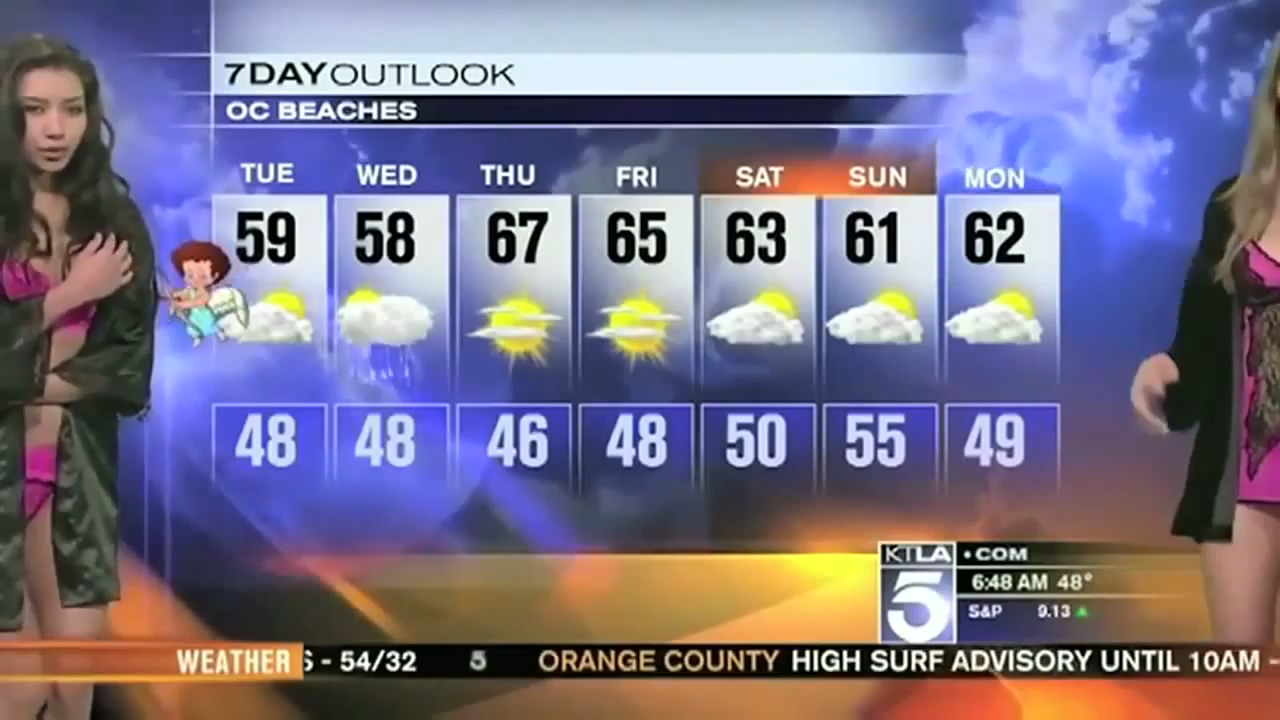 7DAYOUTLOOK
OC BEACHES
TUE WED THU FRI SAT SUN MON
59 58 67 65 63 61 62
48 48 46 48 50 55 49
KTLA .COM
5
6:48 AM 48°
S&P 9.13
WEATHER S - 54/32 5 ORANGE COUNTY HIGH SURF ADVISORY UNTIL 10AM -